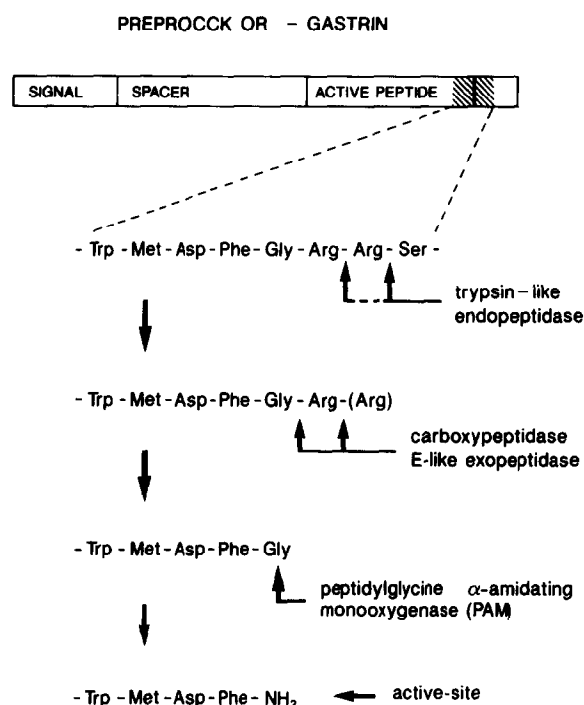 PREPROCCK OR - GASTRIN
SIGNAL SPACER ACTIVE PEPTIDE
- Trp - Met - Asp - Phe - Gly - Arg - Arg - Ser -
trypsin-like
endopeptidase
- Trp - Met - Asp - Phe - Gly - Arg - (Arg)
carboxypeptidase
E-like exopeptidase
- Trp - Met - Asp - Phe - Gly
peptidylglycine α-amidating
monooxygenase (PAM)
- Trp - Met - Asp - Phe - NH₂
active-site